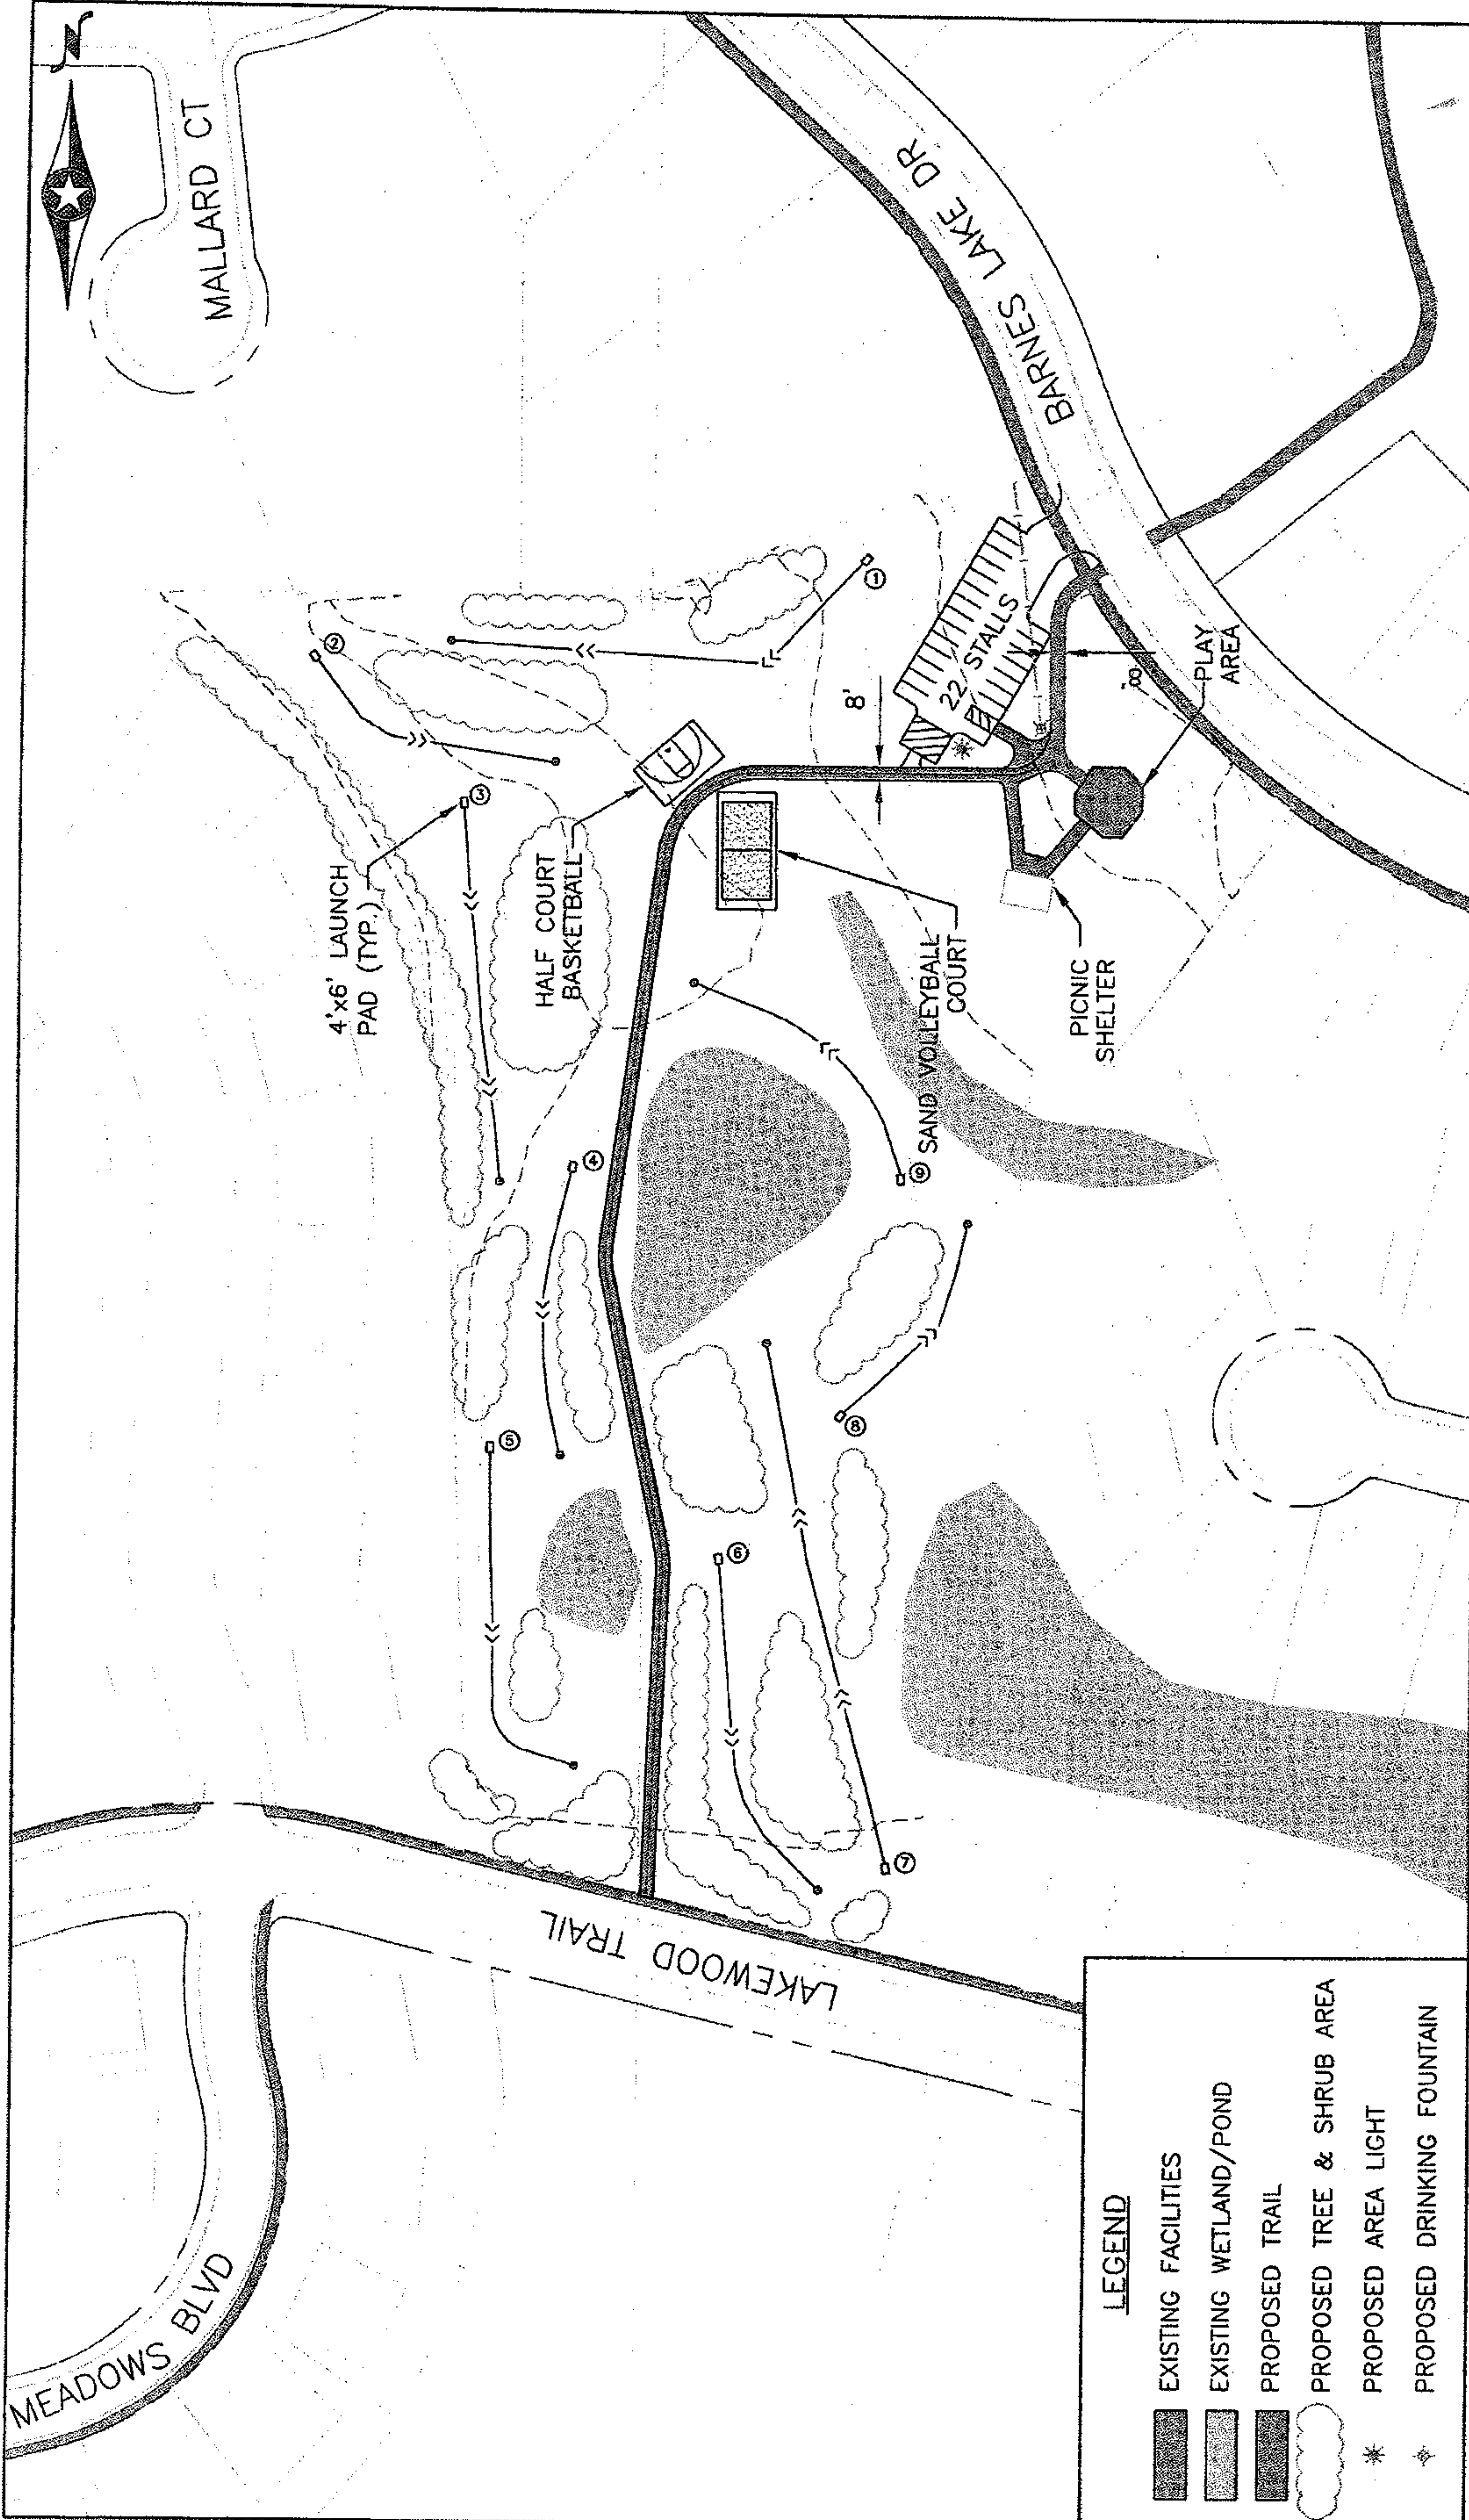 N
MALLARD CT
BARNES LAKE DR
22 STALLS
8'
8'
PLAY
AREA
①
②
③
4'x6' LAUNCH
PAD (TYP.)
HALF COURT
BASKETBALL
SAND VOLLEYBALL
COURT
PICNIC
SHELTER
④
⑤
⑥
⑦
⑧
⑨
LAKEWOOD TRAIL
MEADOWS BLVD
LEGEND
EXISTING FACILITIES
EXISTING WETLAND/POND
PROPOSED TRAIL
PROPOSED TREE & SHRUB AREA
PROPOSED AREA LIGHT
PROPOSED DRINKING FOUNTAIN